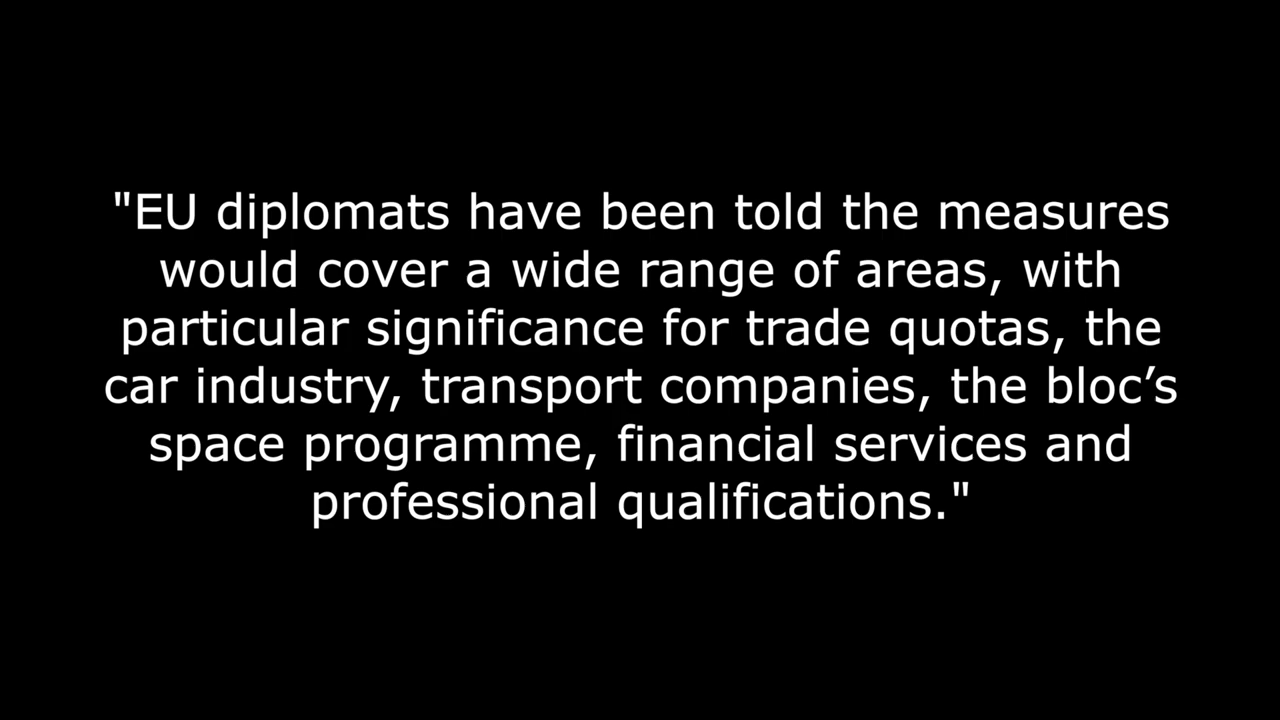 "EU diplomats have been told the measures
would cover a wide range of areas, with
particular significance for trade quotas, the
car industry, transport companies, the bloc’s
space programme, financial services and
professional qualifications."